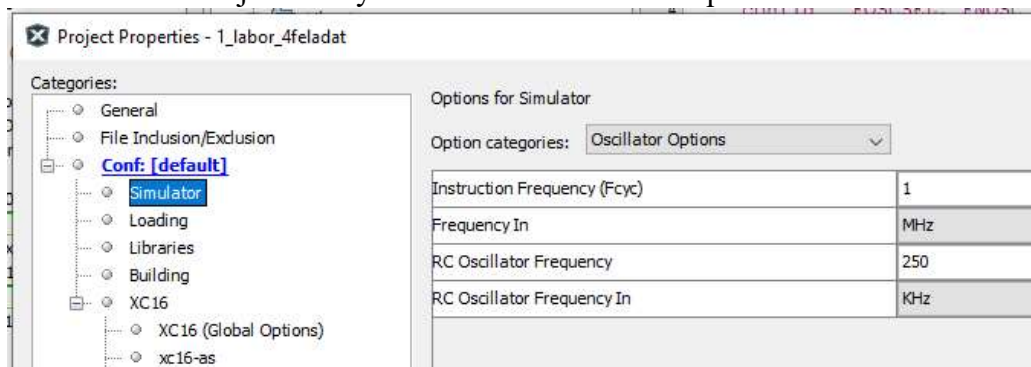 Project Properties - 1_labor_4feladat
Categories:
General
File Inclusion/Exclusion
Conf: [default]
Simulator
Loading
Libraries
Building
XC16
XC16 (Global Options)
xc16-as
Options for Simulator
Option categories: Oscillator Options
Instruction Frequency (Fcyc) 1
Frequency In MHz
RC Oscillator Frequency 250
RC Oscillator Frequency In KHz